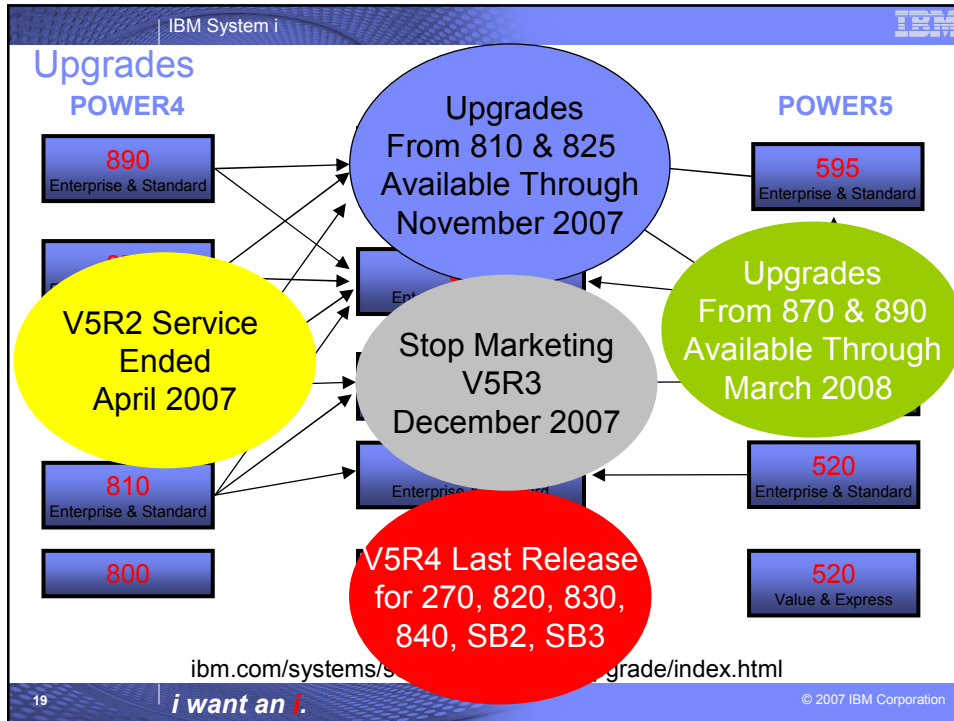 IBM System i
IBM
Upgrades
POWER4
POWER5
890
Enterprise & Standard
810
Enterprise & Standard
800
Upgrades
From 810 & 825
Available Through
November 2007
V5R2 Service
Ended
April 2007
Stop Marketing
V5R3
December 2007
Enterprise
V5R4 Last Release
for 270, 820, 830,
840, SB2, SB3
595
Enterprise & Standard
Upgrades
From 870 & 890
Available Through
March 2008
520
Enterprise & Standard
520
Value & Express
ibm.com/systems/s grade/index.html
19
i want an i.
© 2007 IBM Corporation